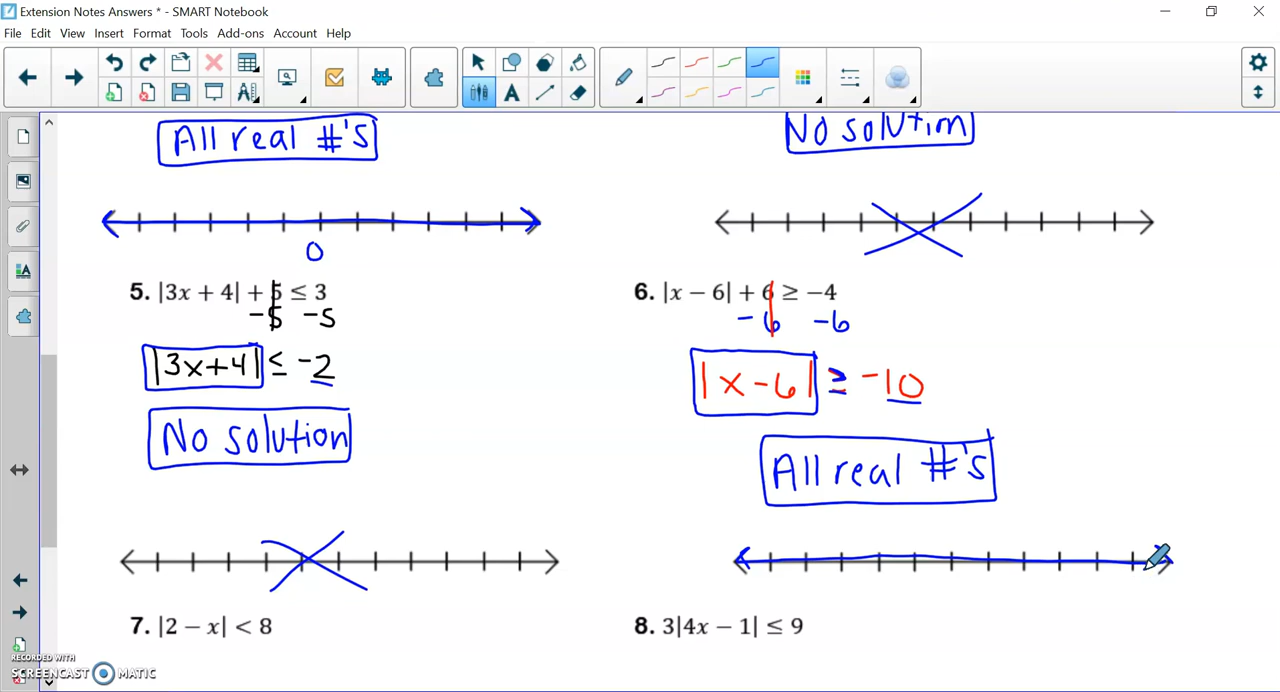 Extension Notes Answers * - SMART Notebook
File Edit View Insert Format Tools Add-ons Account Help
All real #'s
No solution
0
5. |3x + 4| + 5 ≤ 3
-5 -5
|3x+4| ≤ -2
No solution
6. |x − 6| + 6 ≥ −4
-6 -6
|x-6| ≥ -10
All real #'s
7. |2 − x| < 8
8. 3|4x − 1| ≤ 9
RECORDED WITH
SCREENCAST MATIC